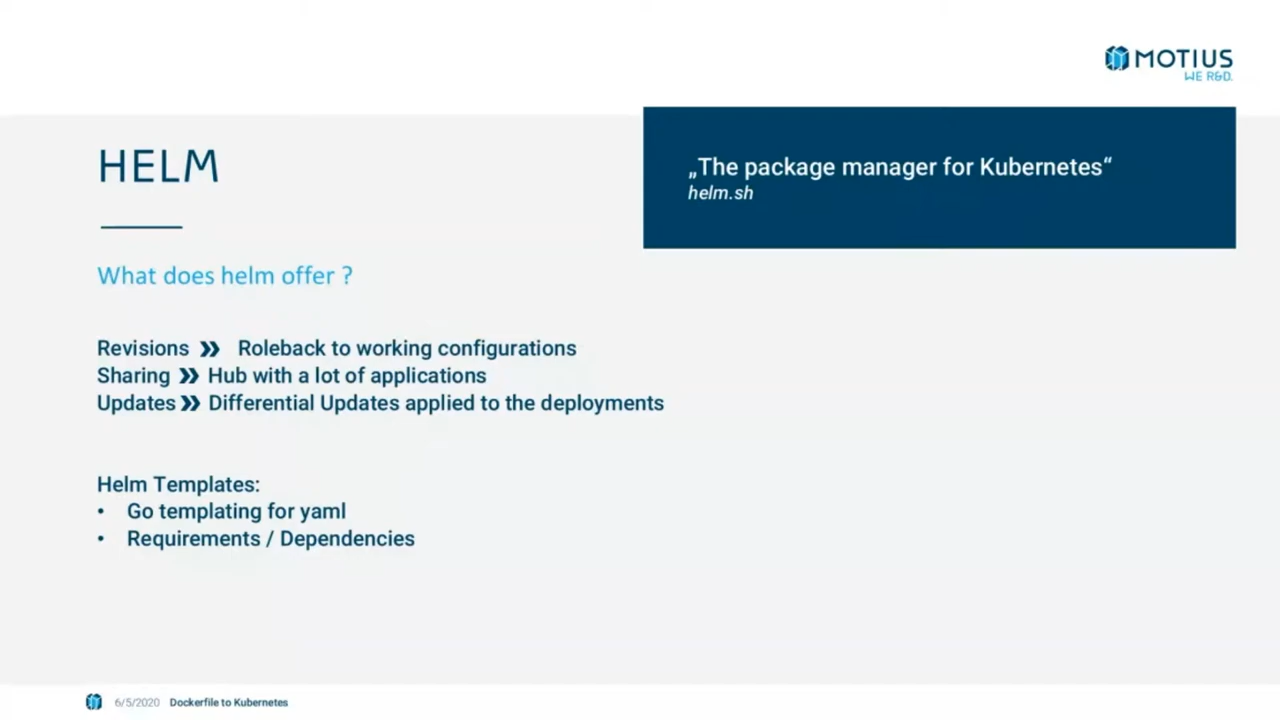 MOTIUS
WE R&D.
HELM
„The package manager for Kubernetes“
helm.sh
What does helm offer ?
Revisions » Roleback to working configurations
Sharing » Hub with a lot of applications
Updates » Differential Updates applied to the deployments
Helm Templates:
• Go templating for yaml
• Requirements / Dependencies
6/5/2020 Dockerfile to Kubernetes